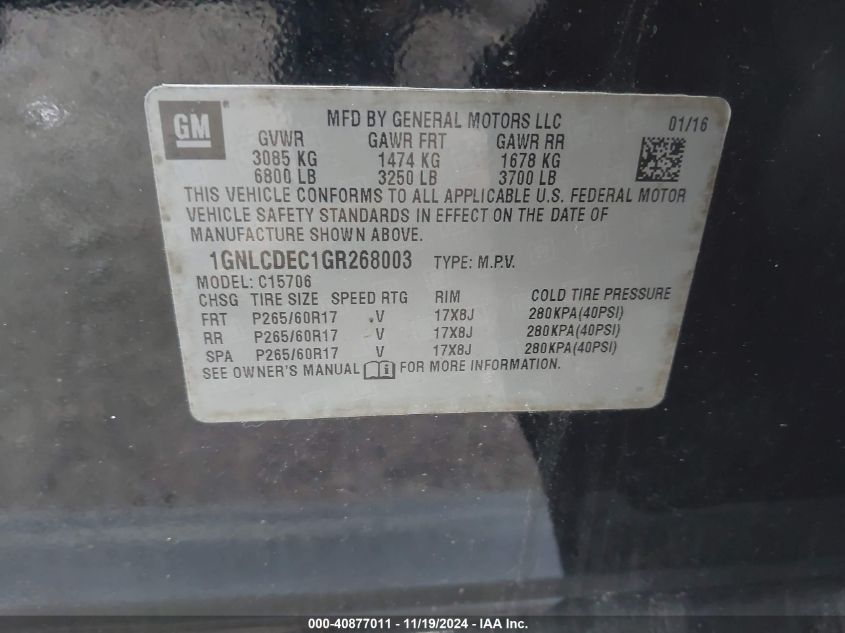 GM
MFD BY GENERAL MOTORS LLC
01/16
GVWR GAWR FRT GAWR RR
3085 KG 1474 KG 1678 KG
6800 LB 3250 LB 3700 LB
THIS VEHICLE CONFORMS TO ALL APPLICABLE U.S. FEDERAL MOTOR
VEHICLE SAFETY STANDARDS IN EFFECT ON THE DATE OF
MANUFACTURE SHOWN ABOVE.
1GNLCDEC1GR268003 TYPE: M.P.V.
MODEL: C15706
CHSG TIRE SIZE SPEED RTG RIM COLD TIRE PRESSURE
FRT P265/60R17 V 17X8J 280KPA(40PSI)
RR P265/60R17 V 17X8J 280KPA(40PSI)
SPA P265/60R17 V 17X8J 280KPA(40PSI)
SEE OWNER'S MANUAL FOR MORE INFORMATION.
000-40877011 - 11/19/2024 - IAA Inc.